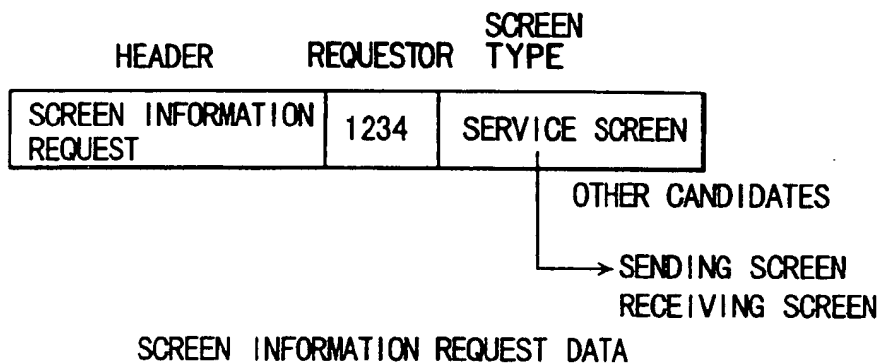 HEADER REQUESTOR SCREEN TYPE
SCREEN INFORMATION REQUEST
1234
SERVICE SCREEN
OTHER CANDIDATES
SENDING SCREEN
RECEIVING SCREEN
SCREEN INFORMATION REQUEST DATA